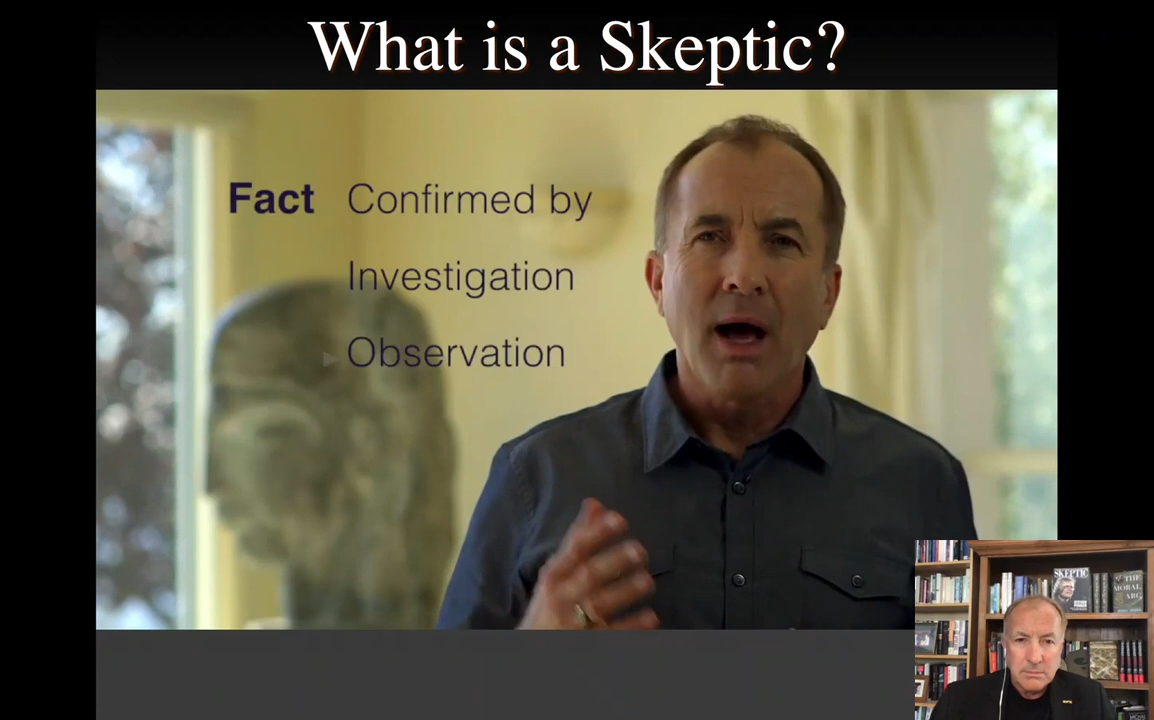 What is a Skeptic?
Fact Confirmed by
Investigation
Observation
SKEPTIC
THE
MORAL
ARC